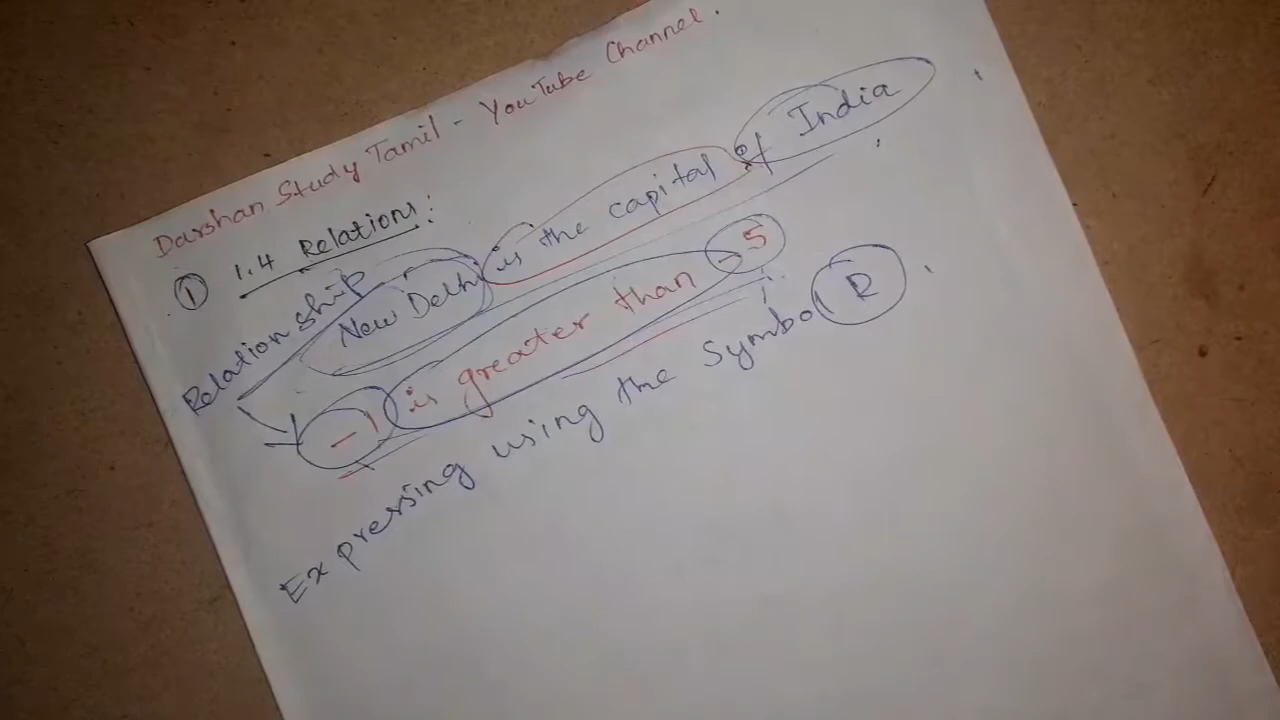 Darshan Study Tamil - YouTube Channel.
① 1.4 Relations:
Relationship
New Delhi is the capital of India
-1 is greater than -5
Expressing using the Symbol R.